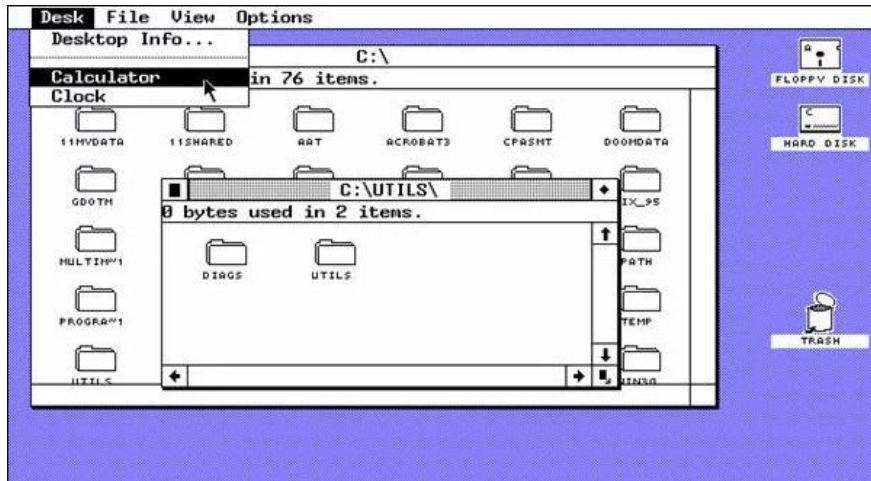 Desk File View Options
Desktop Info...
Calculator
Clock
C:\
in 76 items.
11MVDATA 11SHARED AAT ACROBAT3 CPASMT DOOMDATA
GDOTM IX_95
MULTIM~1 PATH
PROGRA~1 TEMP
UTILS WIN30
C:\UTILS\
0 bytes used in 2 items.
DIAGS UTILS
A
FLOPPY DISK
C
HARD DISK
TRASH